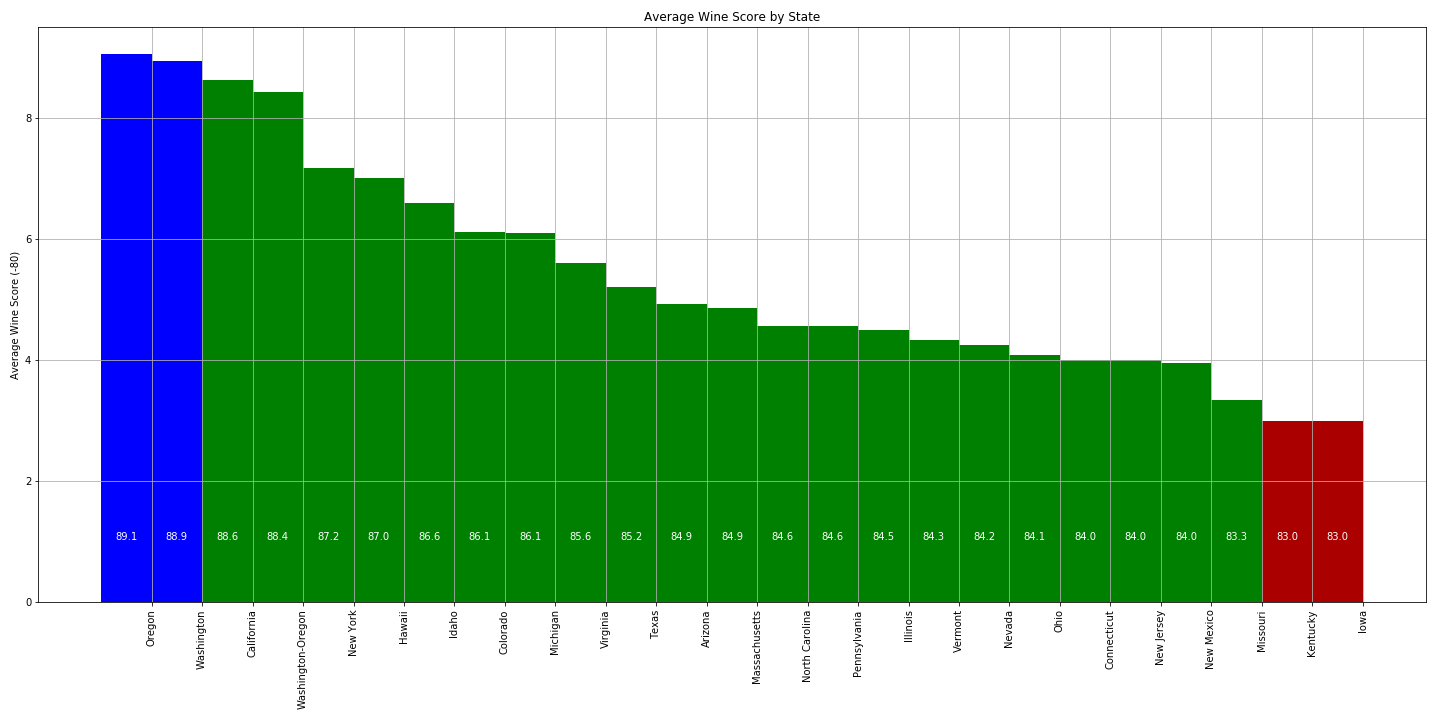 Average Wine Score by State
Average Wine Score (-80)
8
6
4
2
0
89.1 88.9 88.6 88.4 87.2 87.0 86.6 86.1 86.1 85.6 85.2 84.9 84.9 84.6 84.6 84.5 84.3 84.2 84.1 84.0 84.0 84.0 83.3 83.0 83.0
Oregon
Washington
California
Washington-Oregon
New York
Hawaii
Idaho
Colorado
Michigan
Virginia
Texas
Arizona
Massachusetts
North Carolina
Pennsylvania
Illinois
Vermont
Nevada
Ohio
Connecticut
New Jersey
New Mexico
Missouri
Kentucky
Iowa